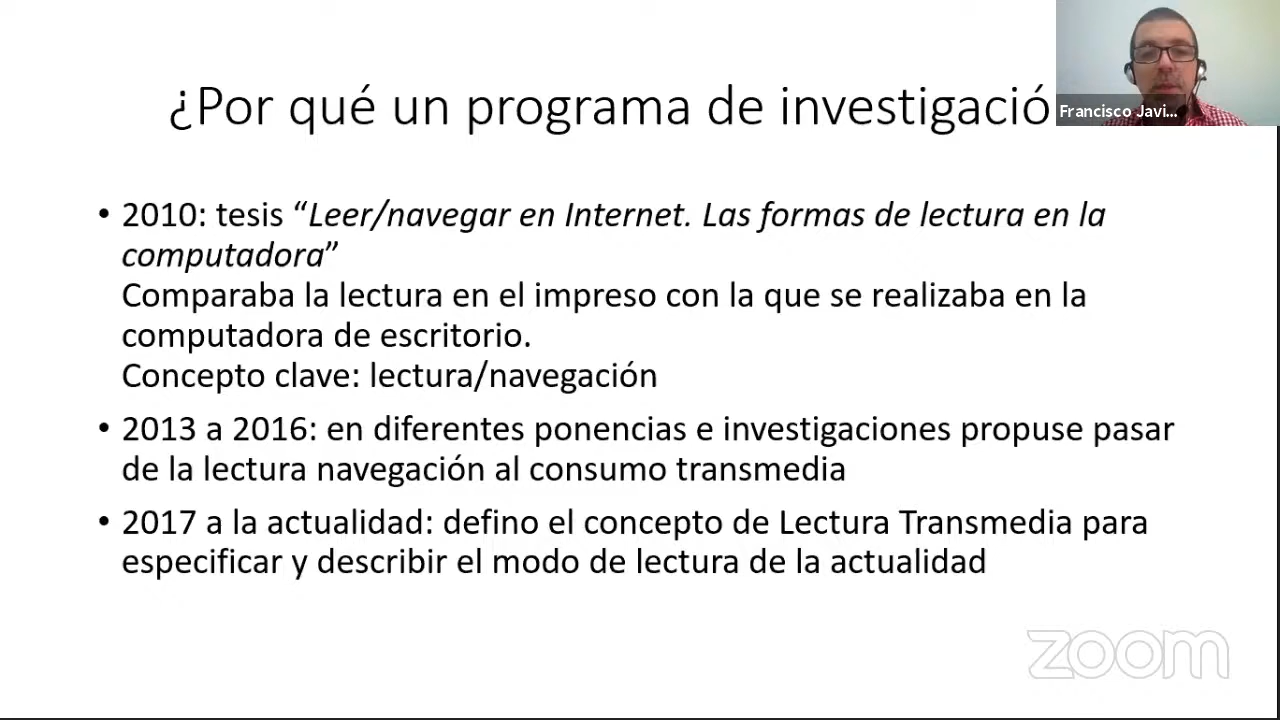 ¿Por qué un programa de investigació
Francisco Javi...
• 2010: tesis “Leer/navegar en Internet. Las formas de lectura en la
computadora”
Comparaba la lectura en el impreso con la que se realizaba en la
computadora de escritorio.
Concepto clave: lectura/navegación
• 2013 a 2016: en diferentes ponencias e investigaciones propuse pasar
de la lectura navegación al consumo transmedia
• 2017 a la actualidad: defino el concepto de Lectura Transmedia para
especificar y describir el modo de lectura de la actualidad
zoom